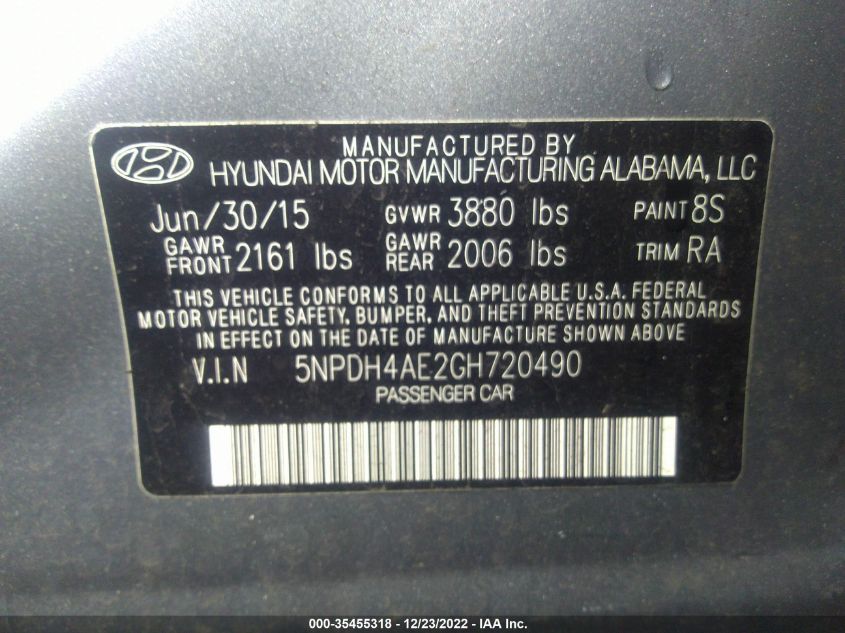 MANUFACTURED BY
HYUNDAI MOTOR MANUFACTURING ALABAMA, LLC
Jun/30/15 GVWR 3880 lbs PAINT 8S
GAWR FRONT 2161 lbs GAWR REAR 2006 lbs TRIM RA
THIS VEHICLE CONFORMS TO ALL APPLICABLE U.S.A. FEDERAL
MOTOR VEHICLE SAFETY, BUMPER, AND THEFT PREVENTION STANDARDS
IN EFFECT ON THE DATE OF MANUFACTURE SHOWN ABOVE
V.I.N 5NPDH4AE2GH720490
PASSENGER CAR
000-35455318 - 12/23/2022 - IAA Inc.